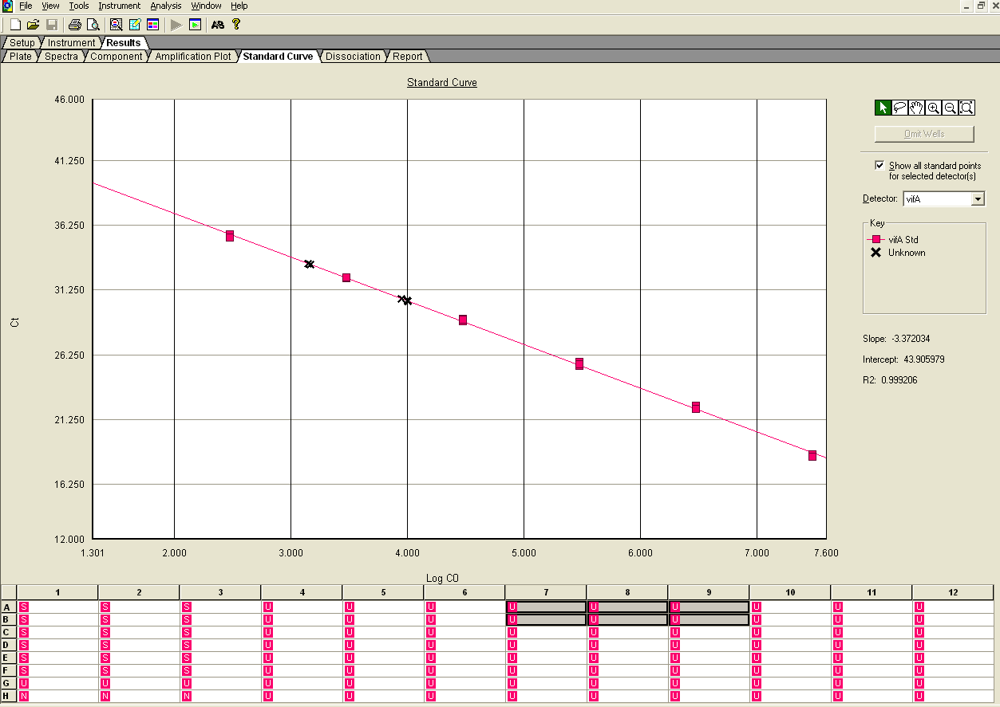 File View Tools Instrument Analysis Window Help
Setup Instrument Results
Plate Spectra Component Amplification Plot Standard Curve Dissociation Report
Standard Curve
46.000
41.250
36.250
31.250
26.250
21.250
16.250
12.000
Ct
1.301 2.000 3.000 4.000 5.000 6.000 7.000 7.600
Log C0
Omit Wells
Show all standard points
for selected detector(s)
Detector: vifA
Key
vifA Std
Unknown
Slope: -3.372034
Intercept: 43.905979
R2: 0.999206
1 2 3 4 5 6 7 8 9 10 11 12
A S S S U U U U U U U U U
B S S S U U U U U U U U U
C S S S U U U U U U U U U
D S S S U U U U U U U U U
E S S S U U U U U U U U U
F S S S U U U U U U U U U
G U U U U U U U U U U U U
H N N N U U U U U U U U U